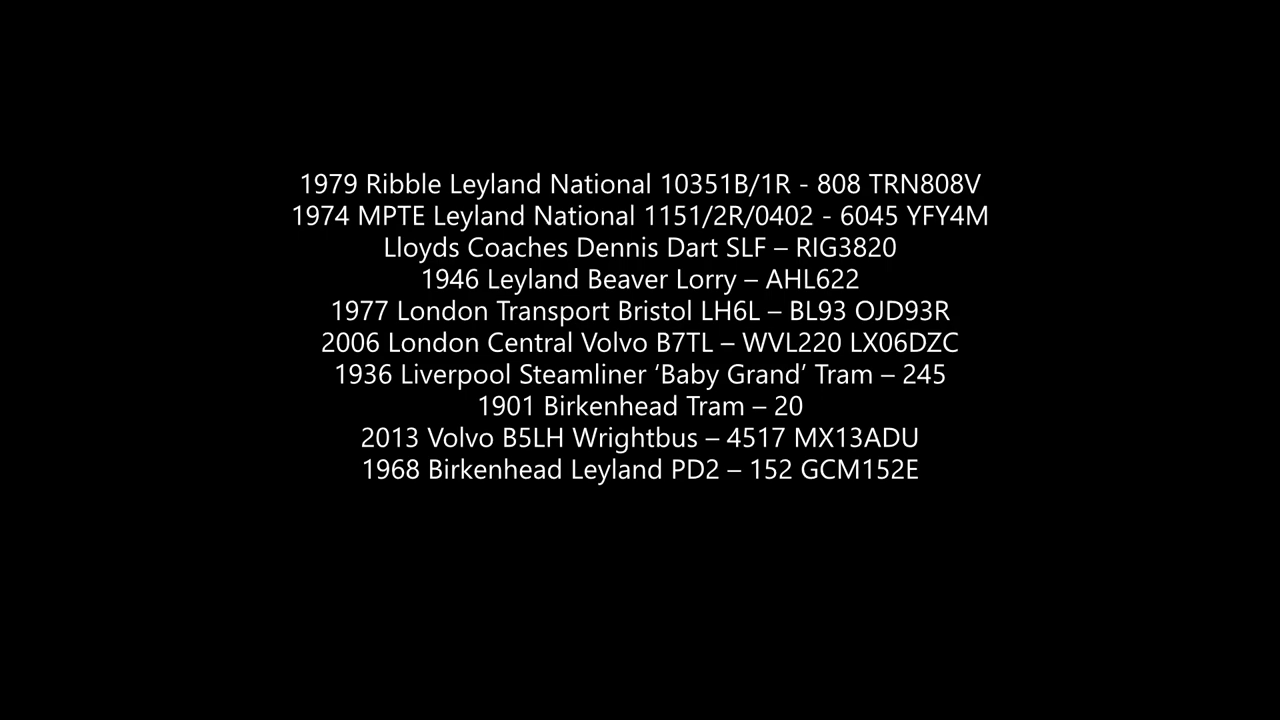 1979 Ribble Leyland National 10351B/1R - 808 TRN808V
1974 MPTE Leyland National 1151/2R/0402 - 6045 YFY4M
Lloyds Coaches Dennis Dart SLF – RIG3820
1946 Leyland Beaver Lorry – AHL622
1977 London Transport Bristol LH6L – BL93 OJD93R
2006 London Central Volvo B7TL – WVL220 LX06DZC
1936 Liverpool Steamliner ‘Baby Grand’ Tram – 245
1901 Birkenhead Tram – 20
2013 Volvo B5LH Wrightbus – 4517 MX13ADU
1968 Birkenhead Leyland PD2 – 152 GCM152E